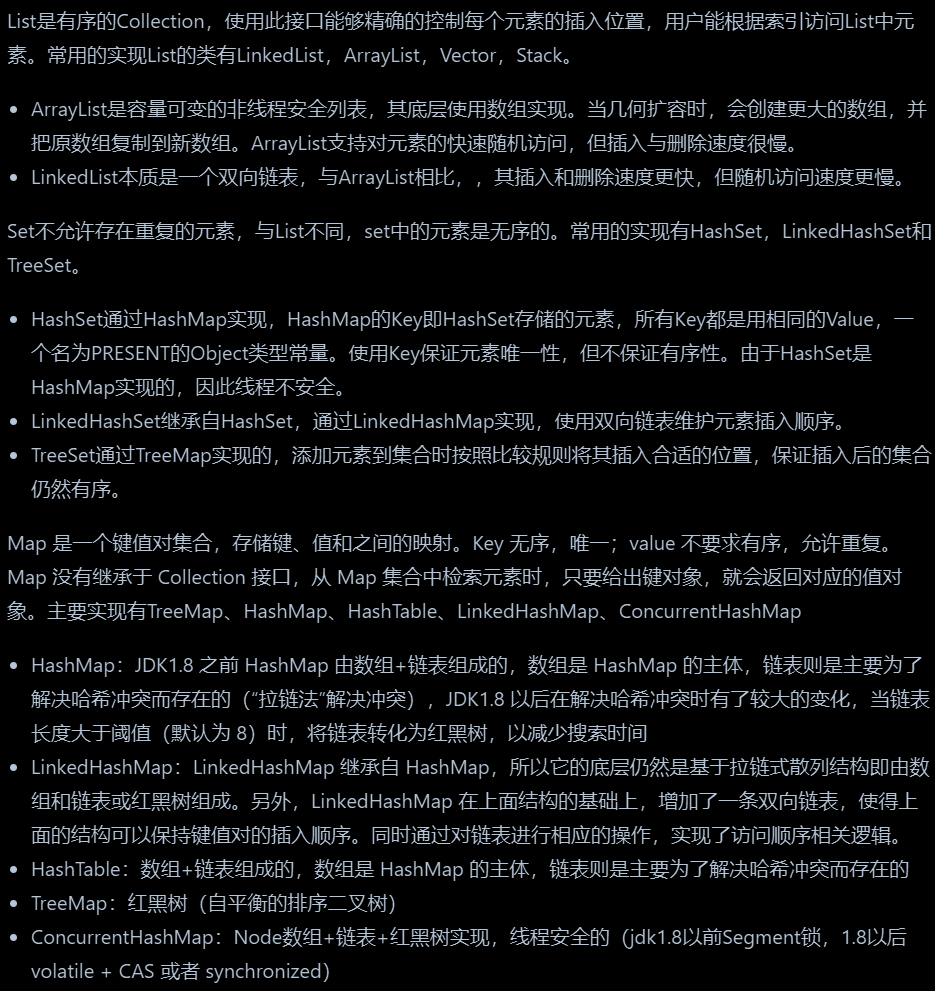 List是有序的Collection，使用此接口能够精确的控制每个元素的插入位置，用户能根据索引访问List中元
素。常用的实现List的类有LinkedList，ArrayList，Vector，Stack。
• ArrayList是容量可变的非线程安全列表，其底层使用数组实现。当几何扩容时，会创建更大的数组，并
把原数组复制到新数组。ArrayList支持对元素的快速随机访问，但插入与删除速度很慢。
• LinkedList本质是一个双向链表，与ArrayList相比，，其插入和删除速度更快，但随机访问速度更慢。
Set不允许存在重复的元素，与List不同，set中的元素是无序的。常用的实现有HashSet，LinkedHashSet和
TreeSet。
• HashSet通过HashMap实现，HashMap的Key即HashSet存储的元素，所有Key都是用相同的Value，一
个名为PRESENT的Object类型常量。使用Key保证元素唯一性，但不保证有序性。由于HashSet是
HashMap实现的，因此线程不安全。
• LinkedHashSet继承自HashSet，通过LinkedHashMap实现，使用双向链表维护元素插入顺序。
• TreeSet通过TreeMap实现的，添加元素到集合时按照比较规则将其插入合适的位置，保证插入后的集合
仍然有序。
Map 是一个键值对集合，存储键、值和之间的映射。Key 无序，唯一；value 不要求有序，允许重复。
Map 没有继承于 Collection 接口，从 Map 集合中检索元素时，只要给出键对象，就会返回对应的值对
象。主要实现有TreeMap、HashMap、HashTable、LinkedHashMap、ConcurrentHashMap
• HashMap：JDK1.8 之前 HashMap 由数组+链表组成的，数组是 HashMap 的主体，链表则是主要为了
解决哈希冲突而存在的（“拉链法”解决冲突），JDK1.8 以后在解决哈希冲突时有了较大的变化，当链表
长度大于阈值（默认为 8）时，将链表转化为红黑树，以减少搜索时间
• LinkedHashMap：LinkedHashMap 继承自 HashMap，所以它的底层仍然是基于拉链式散列结构即由数
组和链表或红黑树组成。另外，LinkedHashMap 在上面结构的基础上，增加了一条双向链表，使得上
面的结构可以保持键值对的插入顺序。同时通过对链表进行相应的操作，实现了访问顺序相关逻辑。
• HashTable：数组+链表组成的，数组是 HashMap 的主体，链表则是主要为了解决哈希冲突而存在的
• TreeMap：红黑树（自平衡的排序二叉树）
• ConcurrentHashMap：Node数组+链表+红黑树实现，线程安全的（jdk1.8以前Segment锁，1.8以后
volatile + CAS 或者 synchronized）